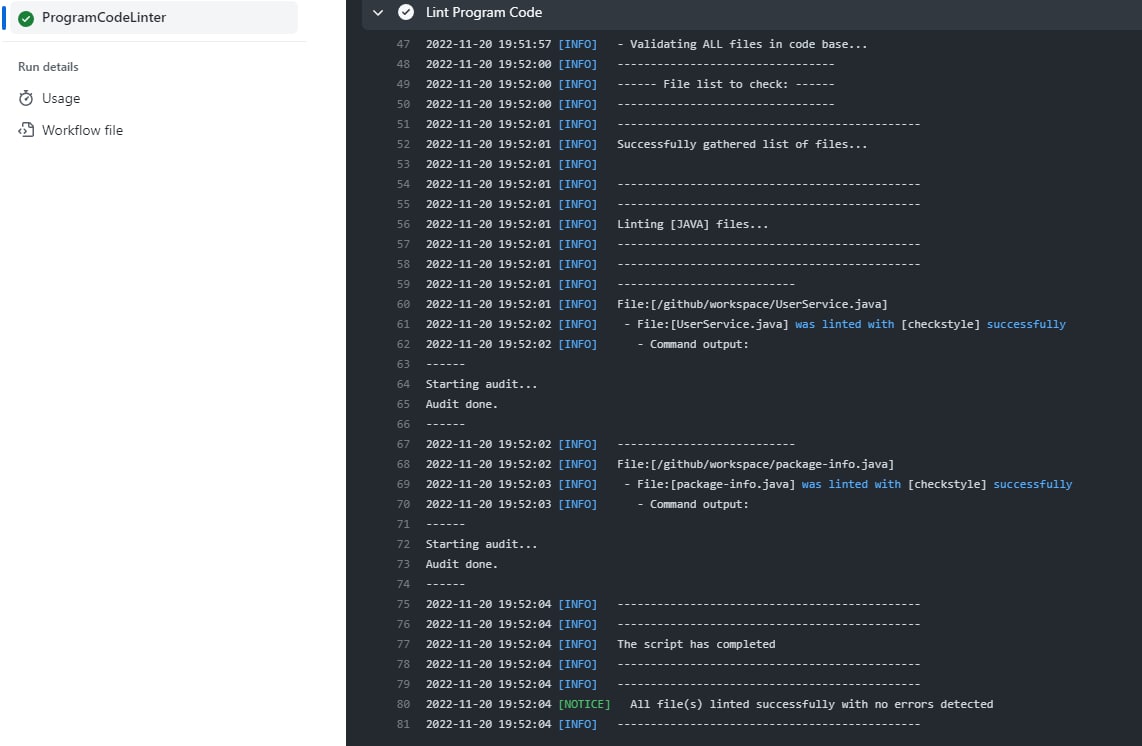 ProgramCodeLinter
Run details
Usage
Workflow file
Lint Program Code
47 2022-11-20 19:51:57 [INFO] - Validating ALL files in code base...
48 2022-11-20 19:52:00 [INFO] ---------------------------------
49 2022-11-20 19:52:00 [INFO] ------ File list to check: ------
50 2022-11-20 19:52:00 [INFO] ---------------------------------
51 2022-11-20 19:52:01 [INFO] ----------------------------------------------
52 2022-11-20 19:52:01 [INFO] Successfully gathered list of files...
53 2022-11-20 19:52:01 [INFO]
54 2022-11-20 19:52:01 [INFO] ----------------------------------------------
55 2022-11-20 19:52:01 [INFO] ----------------------------------------------
56 2022-11-20 19:52:01 [INFO] Linting [JAVA] files...
57 2022-11-20 19:52:01 [INFO] ----------------------------------------------
58 2022-11-20 19:52:01 [INFO] ----------------------------------------------
59 2022-11-20 19:52:01 [INFO] ---------------------------
60 2022-11-20 19:52:01 [INFO] File:[/github/workspace/UserService.java]
61 2022-11-20 19:52:02 [INFO] - File:[UserService.java] was linted with [checkstyle] successfully
62 2022-11-20 19:52:02 [INFO] - Command output:
63 ------
64 Starting audit...
65 Audit done.
66 ------
67 2022-11-20 19:52:02 [INFO] ---------------------------
68 2022-11-20 19:52:02 [INFO] File:[/github/workspace/package-info.java]
69 2022-11-20 19:52:03 [INFO] - File:[package-info.java] was linted with [checkstyle] successfully
70 2022-11-20 19:52:03 [INFO] - Command output:
71 ------
72 Starting audit...
73 Audit done.
74 ------
75 2022-11-20 19:52:04 [INFO] ----------------------------------------------
76 2022-11-20 19:52:04 [INFO] ----------------------------------------------
77 2022-11-20 19:52:04 [INFO] The script has completed
78 2022-11-20 19:52:04 [INFO] ----------------------------------------------
79 2022-11-20 19:52:04 [INFO] ----------------------------------------------
80 2022-11-20 19:52:04 [NOTICE] All file(s) linted successfully with no errors detected
81 2022-11-20 19:52:04 [INFO] ----------------------------------------------